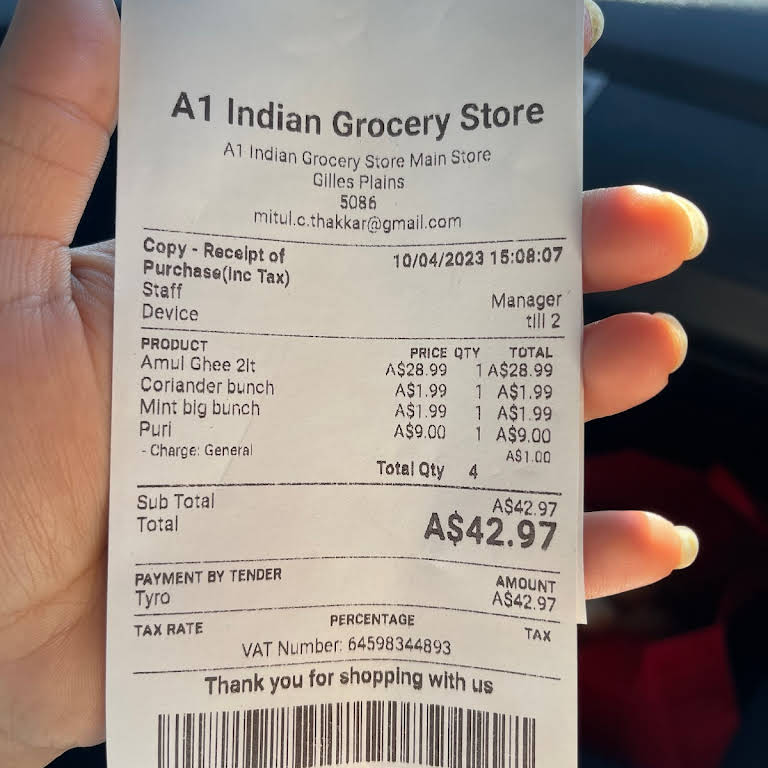 A1 Indian Grocery Store
A1 Indian Grocery Store Main Store
Gilles Plains
5086
mitul.c.thakkar@gmail.com
Copy - Receipt of Purchase(Inc Tax) 10/04/2023 15:08:07
Staff Manager
Device till 2
PRODUCT PRICE QTY TOTAL
Amul Ghee 2lt A$28.99 1 A$28.99
Coriander bunch A$1.99 1 A$1.99
Mint big bunch A$1.99 1 A$1.99
Puri A$9.00 1 A$9.00
- Charge: General A$1.00
Total Qty 4
Sub Total A$42.97
Total A$42.97
PAYMENT BY TENDER AMOUNT
Tyro A$42.97
TAX RATE PERCENTAGE TAX
VAT Number: 64598344893
Thank you for shopping with us